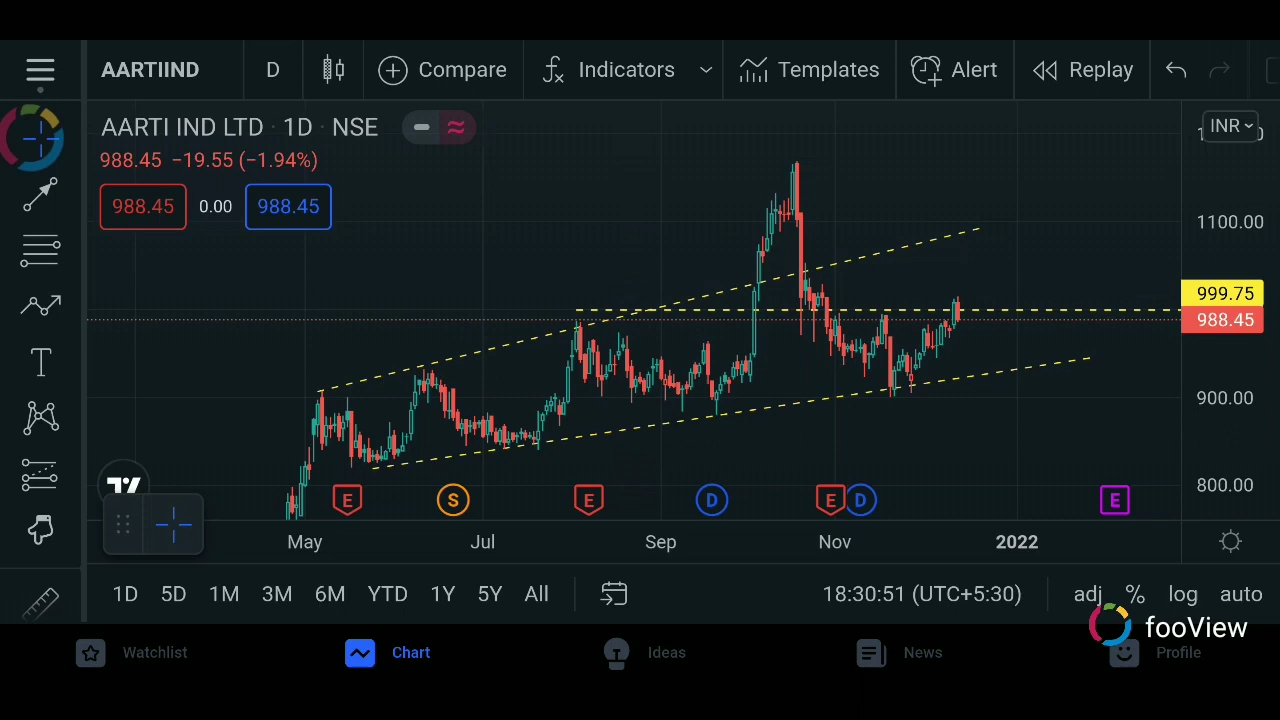 AARTIIND D Compare Indicators Templates Alert Replay
AARTI IND LTD · 1D · NSE
INR
988.45 −19.55 (−1.94%)
988.45 0.00 988.45
1100.00
999.75
988.45
900.00
800.00
E S E D E D E
May Jul Sep Nov 2022
1D 5D 1M 3M 6M YTD 1Y 5Y All 18:30:51 (UTC+5:30) adj % log auto
fooView
Watchlist Chart Ideas News Profile